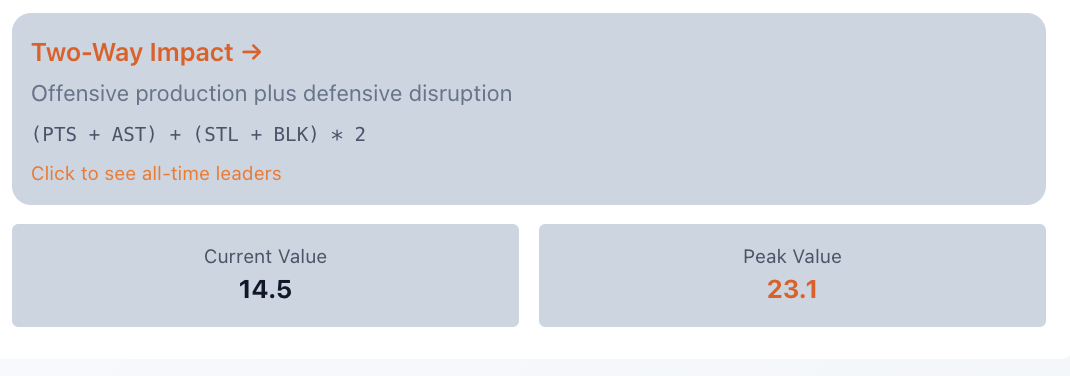 Two-Way Impact →
Offensive production plus defensive disruption
(PTS + AST) + (STL + BLK) * 2
Click to see all-time leaders
Current Value
14.5
Peak Value
23.1